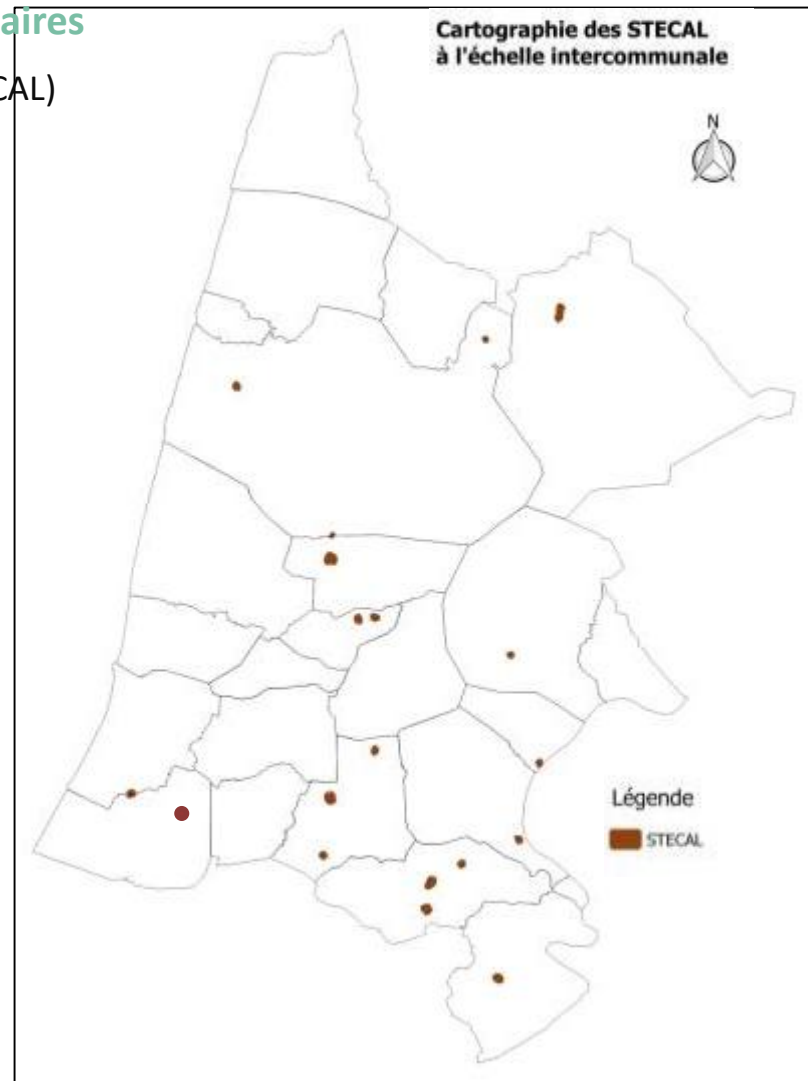 aires
CAL)
Cartographie des STECAL
à l'échelle intercommunale
N
Légende
STECAL